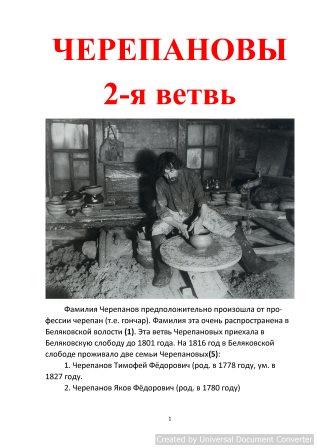 ЧЕРЕПАНОВЫ
2-я ветвь
Фамилия Черепанов предположительно произошла от про-
фессии черепан (т.е. гончар). Фамилия эта очень распространена в
Беляковской волости (1). Эта ветвь Черепановых приехала в
Беляковскую слободу до 1801 года. На 1816 год в Беляковской
слободе проживало две семьи Черепановых(5):
1. Черепанов Тимофей Фёдорович (род. в 1778 году, ум. в
1827 году.
2. Черепанов Яков Фёдорович (род. в 1780 году)
1
Created by Universal Document Converter